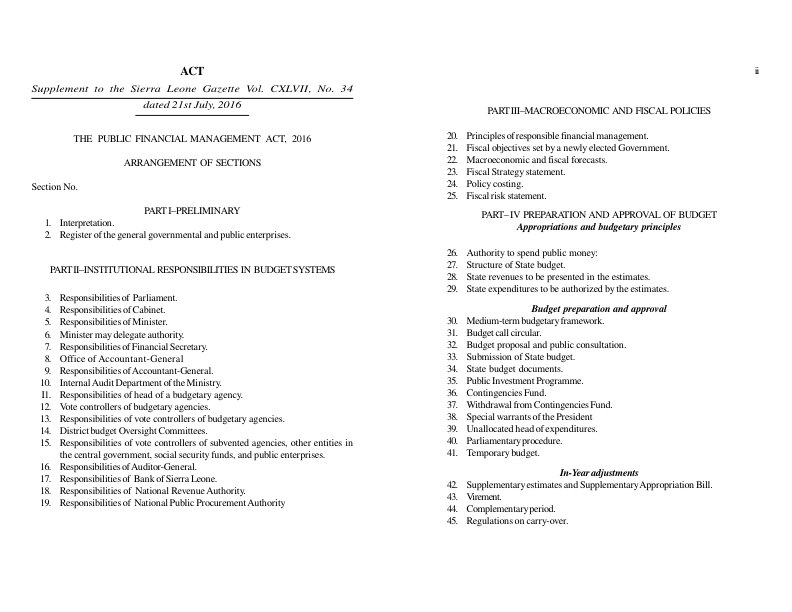 ACT
Supplement to the Sierra Leone Gazette Vol. CXLVII, No. 34
dated 21st July, 2016
THE PUBLIC FINANCIAL MANAGEMENT ACT, 2016
ARRANGEMENT OF SECTIONS
Section No.
PART I–PRELIMINARY
1. Interpretation.
2. Register of the general governmental and public enterprises.
PART II–INSTITUTIONAL RESPONSIBILITIES IN BUDGET SYSTEMS
3. Responsibilities of Parliament.
4. Responsibilities of Cabinet.
5. Responsibilities of Minister.
6. Minister may delegate authority.
7. Responsibilities of Financial Secretary.
8. Office of Accountant-General
9. Responsibilities of Accountant-General.
10. Internal Audit Department of the Ministry.
11. Responsibilities of head of a budgetary agency.
12. Vote controllers of budgetary agencies.
13. Responsibilities of vote controllers of budgetary agencies.
14. District budget Oversight Committees.
15. Responsibilities of vote controllers of subvented agencies, other entities in
the central government, social security funds, and public enterprises.
16. Responsibilities of Auditor-General.
17. Responsibilities of Bank of Sierra Leone.
18. Responsibilities of National Revenue Authority.
19. Responsibilities of National Public Procurement Authority
ii
PART III–MACROECONOMIC AND FISCAL POLICIES
20. Principles of responsible financial management.
21. Fiscal objectives set by a newly elected Government.
22. Macroeconomic and fiscal forecasts.
23. Fiscal Strategy statement.
24. Policy costing.
25. Fiscal risk statement.
PART–IV PREPARATION AND APPROVAL OF BUDGET
Appropriations and budgetary principles
26. Authority to spend public money:
27. Structure of State budget.
28. State revenues to be presented in the estimates.
29. State expenditures to be authorized by the estimates.
Budget preparation and approval
30. Medium-term budgetary framework.
31. Budget call circular.
32. Budget proposal and public consultation.
33. Submission of State budget.
34. State budget documents.
35. Public Investment Programme.
36. Contingencies Fund.
37. Withdrawal from Contingencies Fund.
38. Special warrants of the President
39. Unallocated head of expenditures.
40. Parliamentary procedure.
41. Temporary budget.
In-Year adjustments
42. Supplementary estimates and Supplementary Appropriation Bill.
43. Virement.
44. Complementary period.
45. Regulations on carry-over.